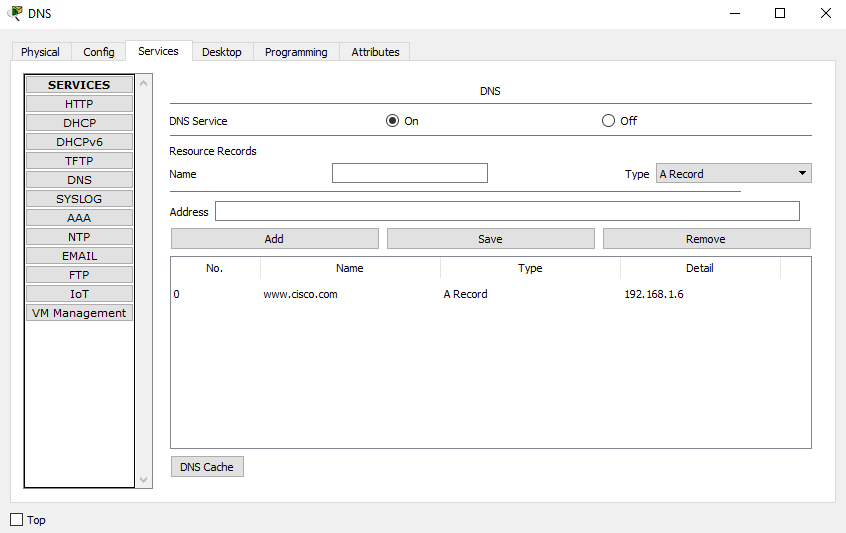 DNS
Physical Config Services Desktop Programming Attributes
SERVICES
HTTP
DHCP
DHCPv6
TFTP
DNS
SYSLOG
AAA
NTP
EMAIL
FTP
IoT
VM Management
DNS
DNS Service On Off
Resource Records
Name Type A Record
Address
Add Save Remove
No. Name Type Detail
0 www.cisco.com A Record 192.168.1.6
DNS Cache
Top